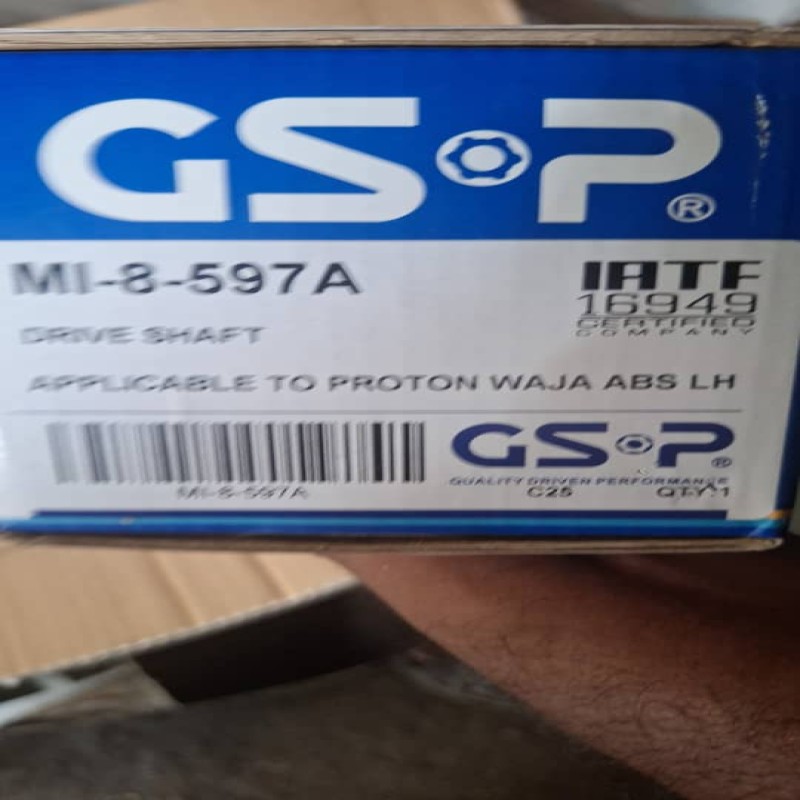 GSP®
MI-8-597A
IATF
16949
CERTIFIED
COMPANY
DRIVE SHAFT
APPLICABLE TO PROTON WAJA ABS LH
MI-8-597A
GSP®
QUALITY DRIVEN PERFORMANCE
C25 QTY:1